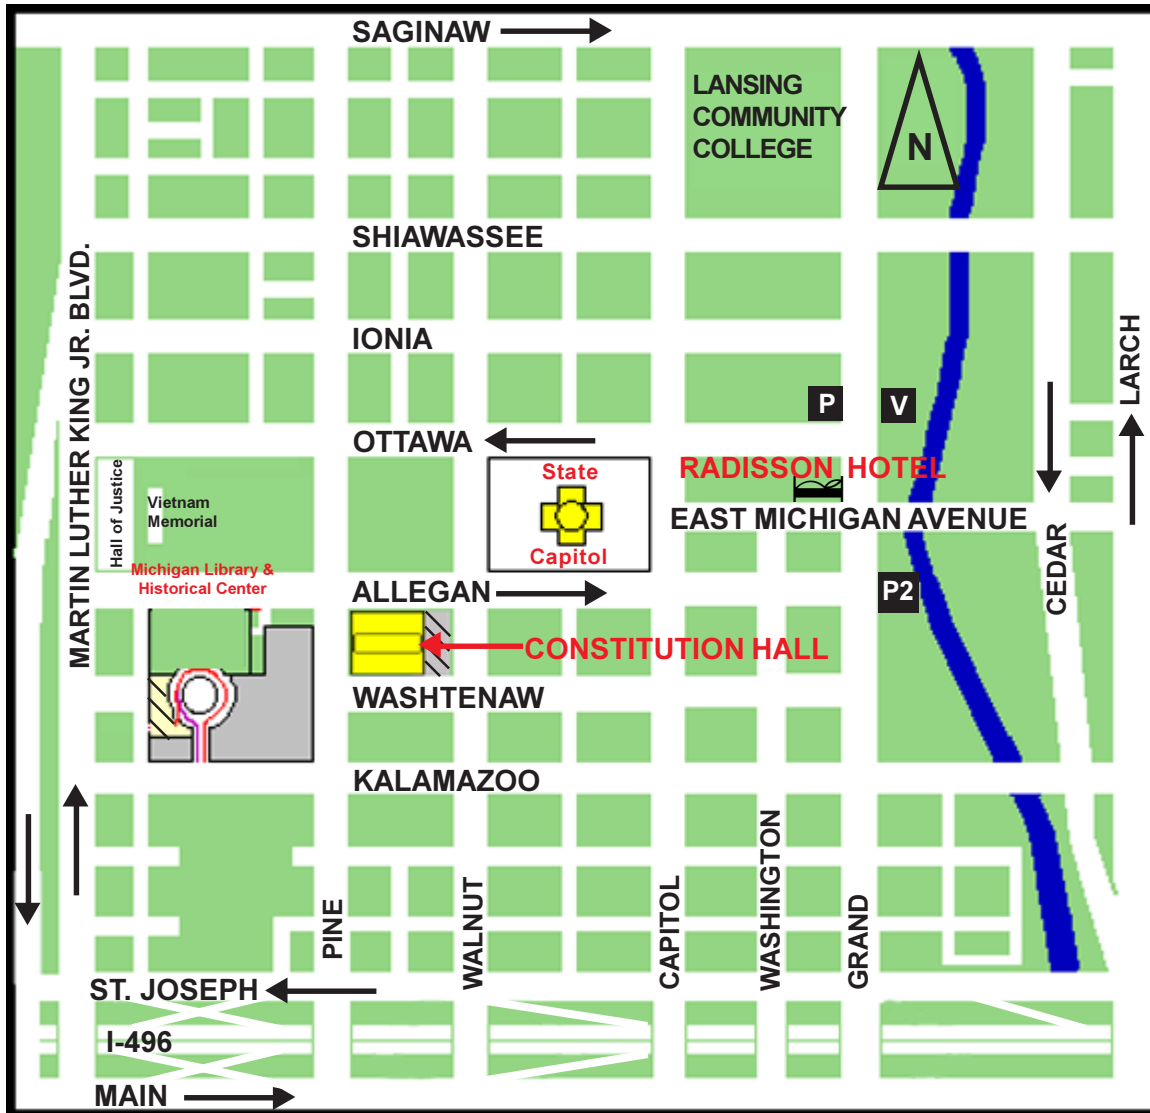 SAGINAW
LANSING
COMMUNITY
COLLEGE
N
SHIAWASSEE
MARTIN LUTHER KING JR. BLVD.
IONIA
LARCH
P
V
OTTAWA
Hall of Justice
Vietnam
Memorial
State
Capitol
RADISSON HOTEL
EAST MICHIGAN AVENUE
Michigan Library &
Historical Center
ALLEGAN
CEDAR
P2
CONSTITUTION HALL
WASHTENAW
KALAMAZOO
PINE
WALNUT
CAPITOL
WASHINGTON
GRAND
ST. JOSEPH
I-496
MAIN